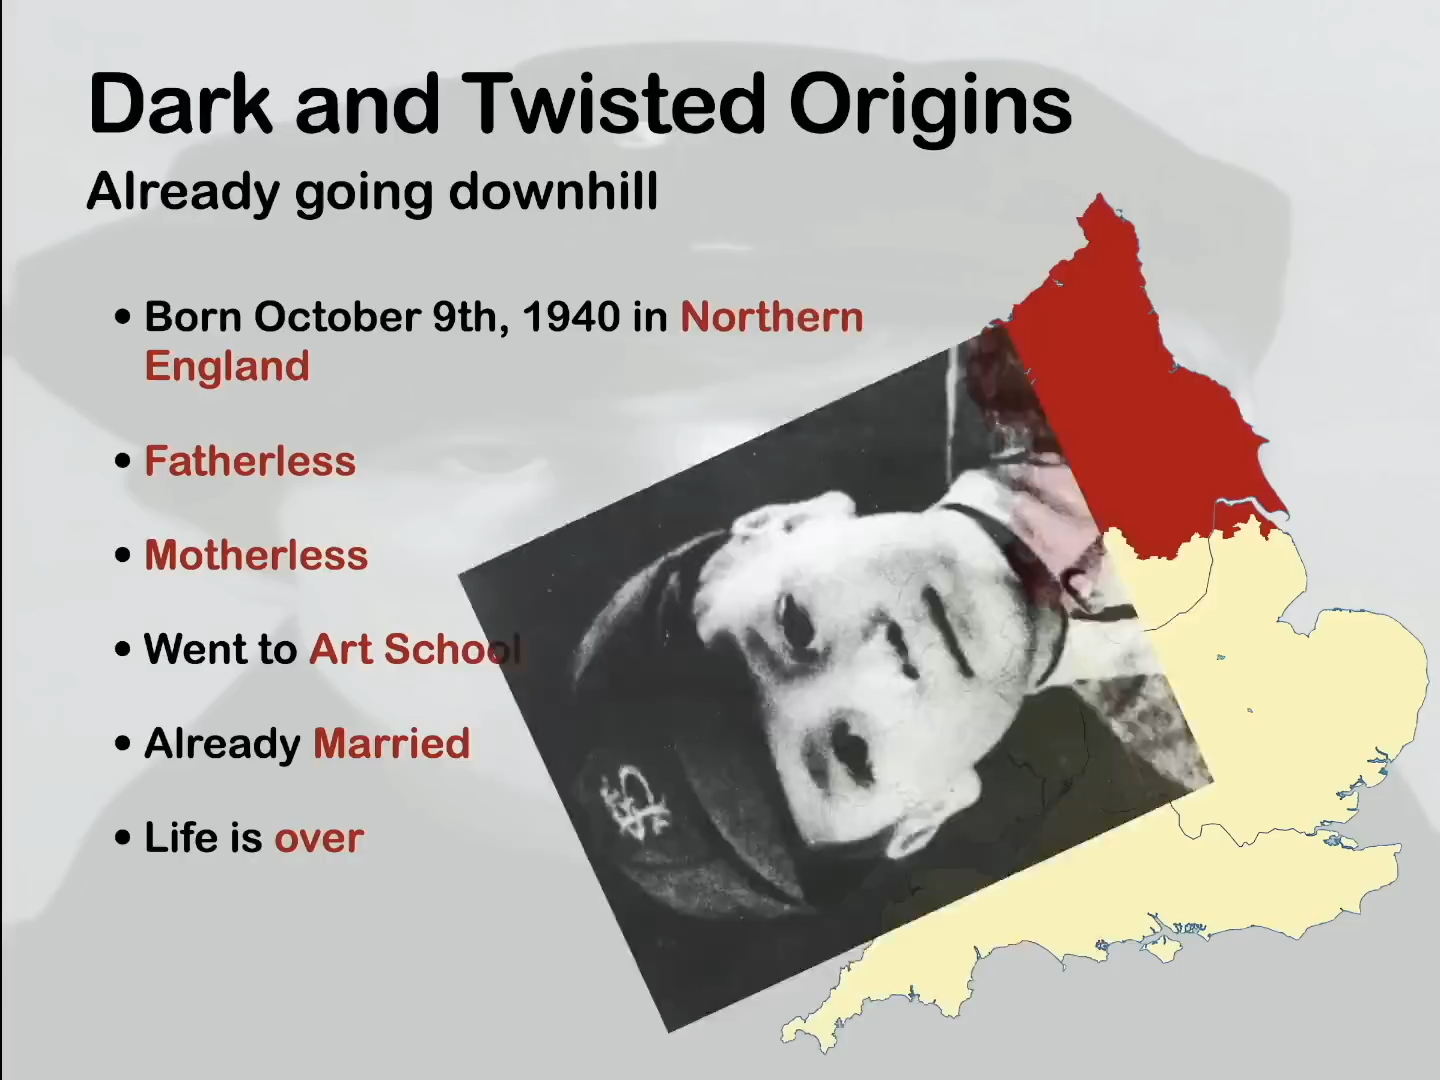 Dark and Twisted Origins
Already going downhill
• Born October 9th, 1940 in Northern
England
• Fatherless
• Motherless
• Went to Art School
• Already Married
• Life is over